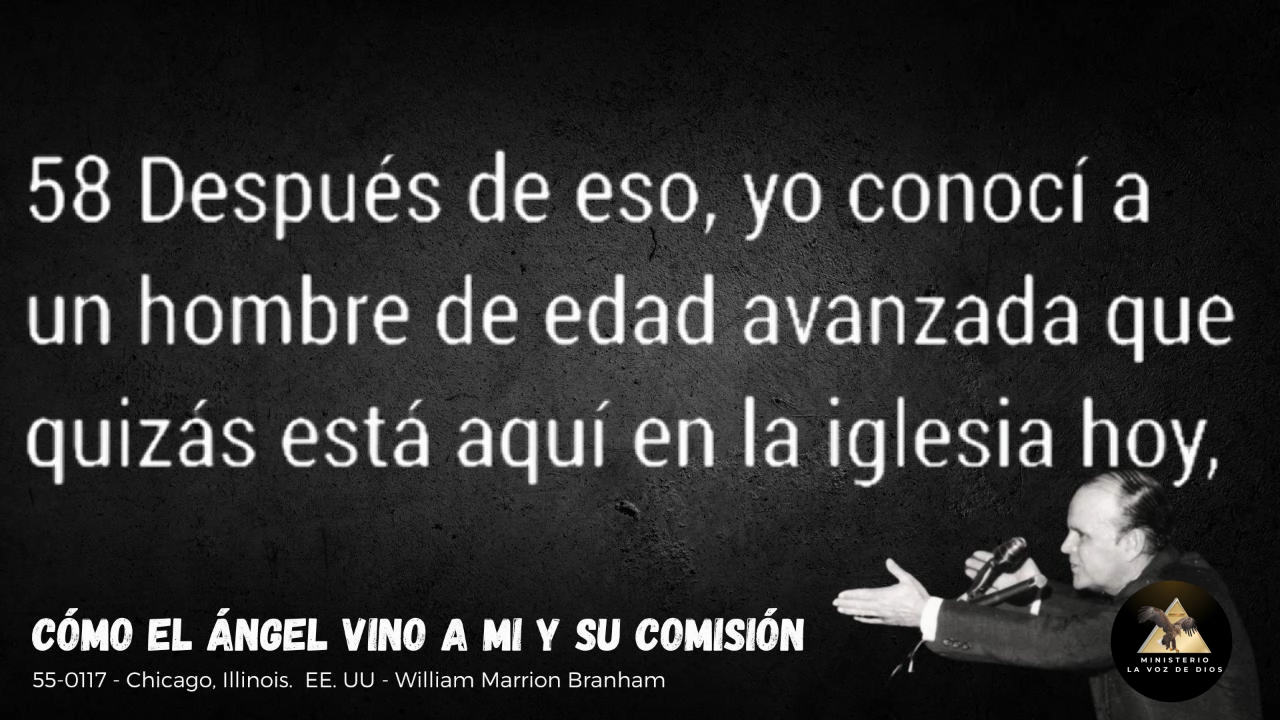 58 Después de eso, yo conocí a
un hombre de edad avanzada que
quizás está aquí en la iglesia hoy,
CÓMO EL ÁNGEL VINO A MI Y SU COMISIÓN
55-0117 - Chicago, Illinois.  EE. UU - William Marrion Branham
MINISTERIO
LA VOZ DE DIOS